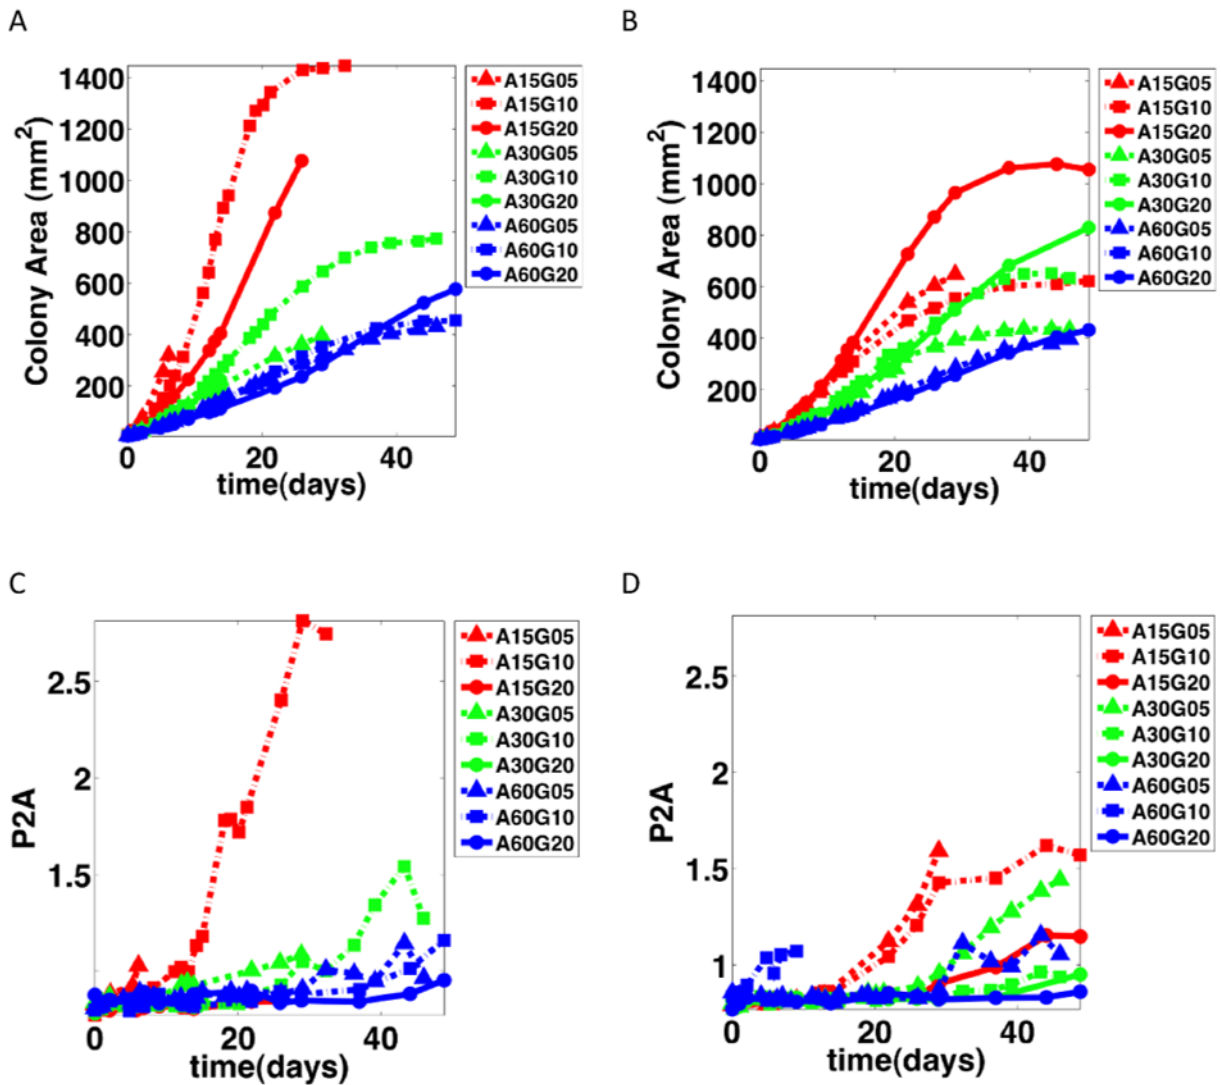 A
Colony Area (mm2)
1400
1200
1000
800
600
400
200
0
20
40
time(days)
A15G05
A15G10
A15G20
A30G05
A30G10
A30G20
A60G05
A60G10
A60G20
B
Colony Area (mm2)
1400
1200
1000
800
600
400
200
0
20
40
time(days)
A15G05
A15G10
A15G20
A30G05
A30G10
A30G20
A60G05
A60G10
A60G20
C
P2A
2.5
2
1.5
0
20
40
time(days)
A15G05
A15G10
A15G20
A30G05
A30G10
A30G20
A60G05
A60G10
A60G20
D
P2A
2.5
2
1.5
1
0
20
40
time(days)
A15G05
A15G10
A15G20
A30G05
A30G10
A30G20
A60G05
A60G10
A60G20